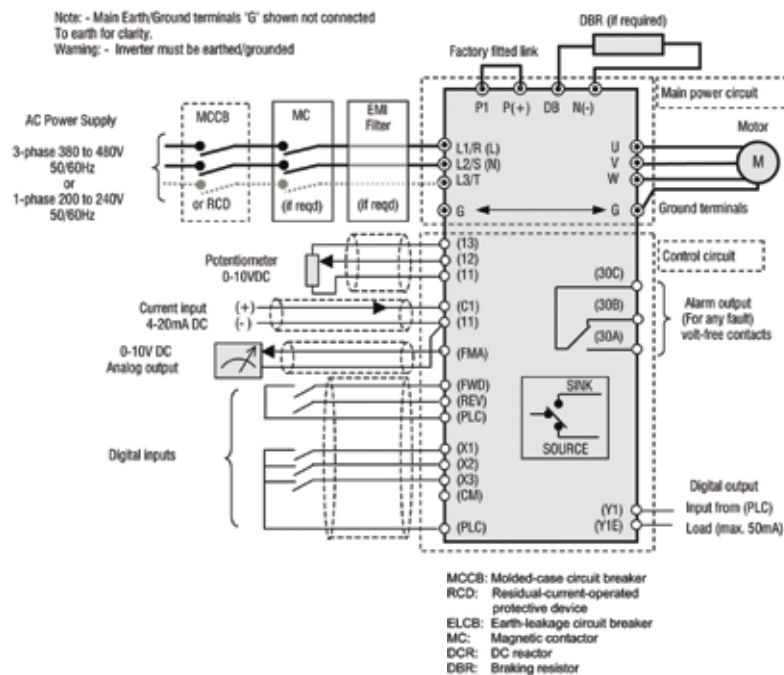 Note: - Main Earth/Ground terminals 'G' shown not connected
To earth for clarity.
Warning: - Inverter must be earthed/grounded
DBR (if required)
Factory fitted link
P1 P(+) DB N(-)
Main power circuit
AC Power Supply
3-phase 380 to 480V
50/60Hz
or
1-phase 200 to 240V
50/60Hz
MCCB
or RCD
MC
(if reqd)
EMI
Filter
(if reqd)
L1/R (L)
L2/S (N)
L3/T
G
U
V
W
G
Motor
M
Ground terminals
Control circuit
Potentiometer
0-10VDC
(13)
(12)
(11)
Current input
4-20mA DC
(+)
(-)
(C1)
(11)
0-10V DC
Analog output
(FMA)
(30C)
(30B)
(30A)
Alarm output
(For any fault)
volt-free contacts
Digital inputs
(FWD)
(REV)
(PLC)
(X1)
(X2)
(X3)
(CM)
(PLC)
SINK
SOURCE
Digital output
(Y1)
Input from (PLC)
(Y1E)
Load (max. 50mA)
MCCB: Molded-case circuit breaker
RCD: Residual-current-operated
protective device
ELCB: Earth-leakage circuit breaker
MC: Magnetic contactor
DCR: DC reactor
DBR: Braking resistor